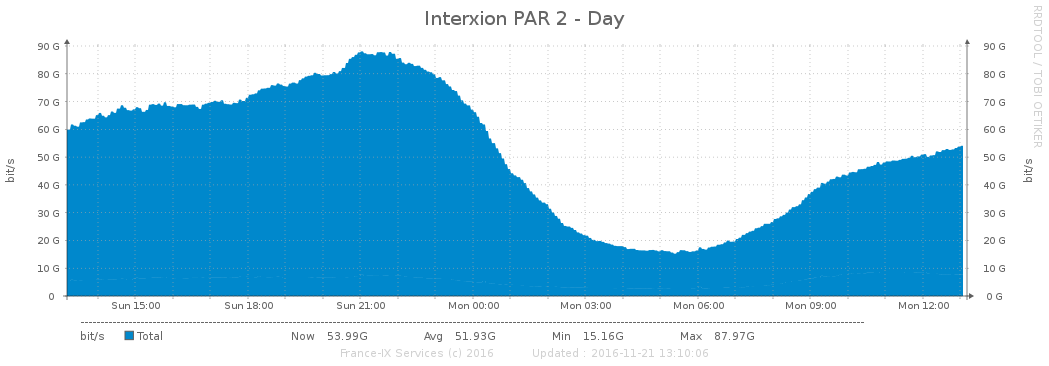 Interxion PAR 2 - Day
RRDTOOL / TOBI OETIKER
90 G 90 G
80 G 80 G
70 G 70 G
60 G 60 G
50 G 50 G
40 G 40 G
30 G 30 G
20 G 20 G
10 G 10 G
0 0 G
bit/s bit/s
Sun 15:00 Sun 18:00 Sun 21:00 Mon 00:00 Mon 03:00 Mon 06:00 Mon 09:00 Mon 12:00
bit/s Total Now 53.99G Avg 51.93G Min 15.16G Max 87.97G
France-IX Services (c) 2016 Updated : 2016-11-21 13:10:06